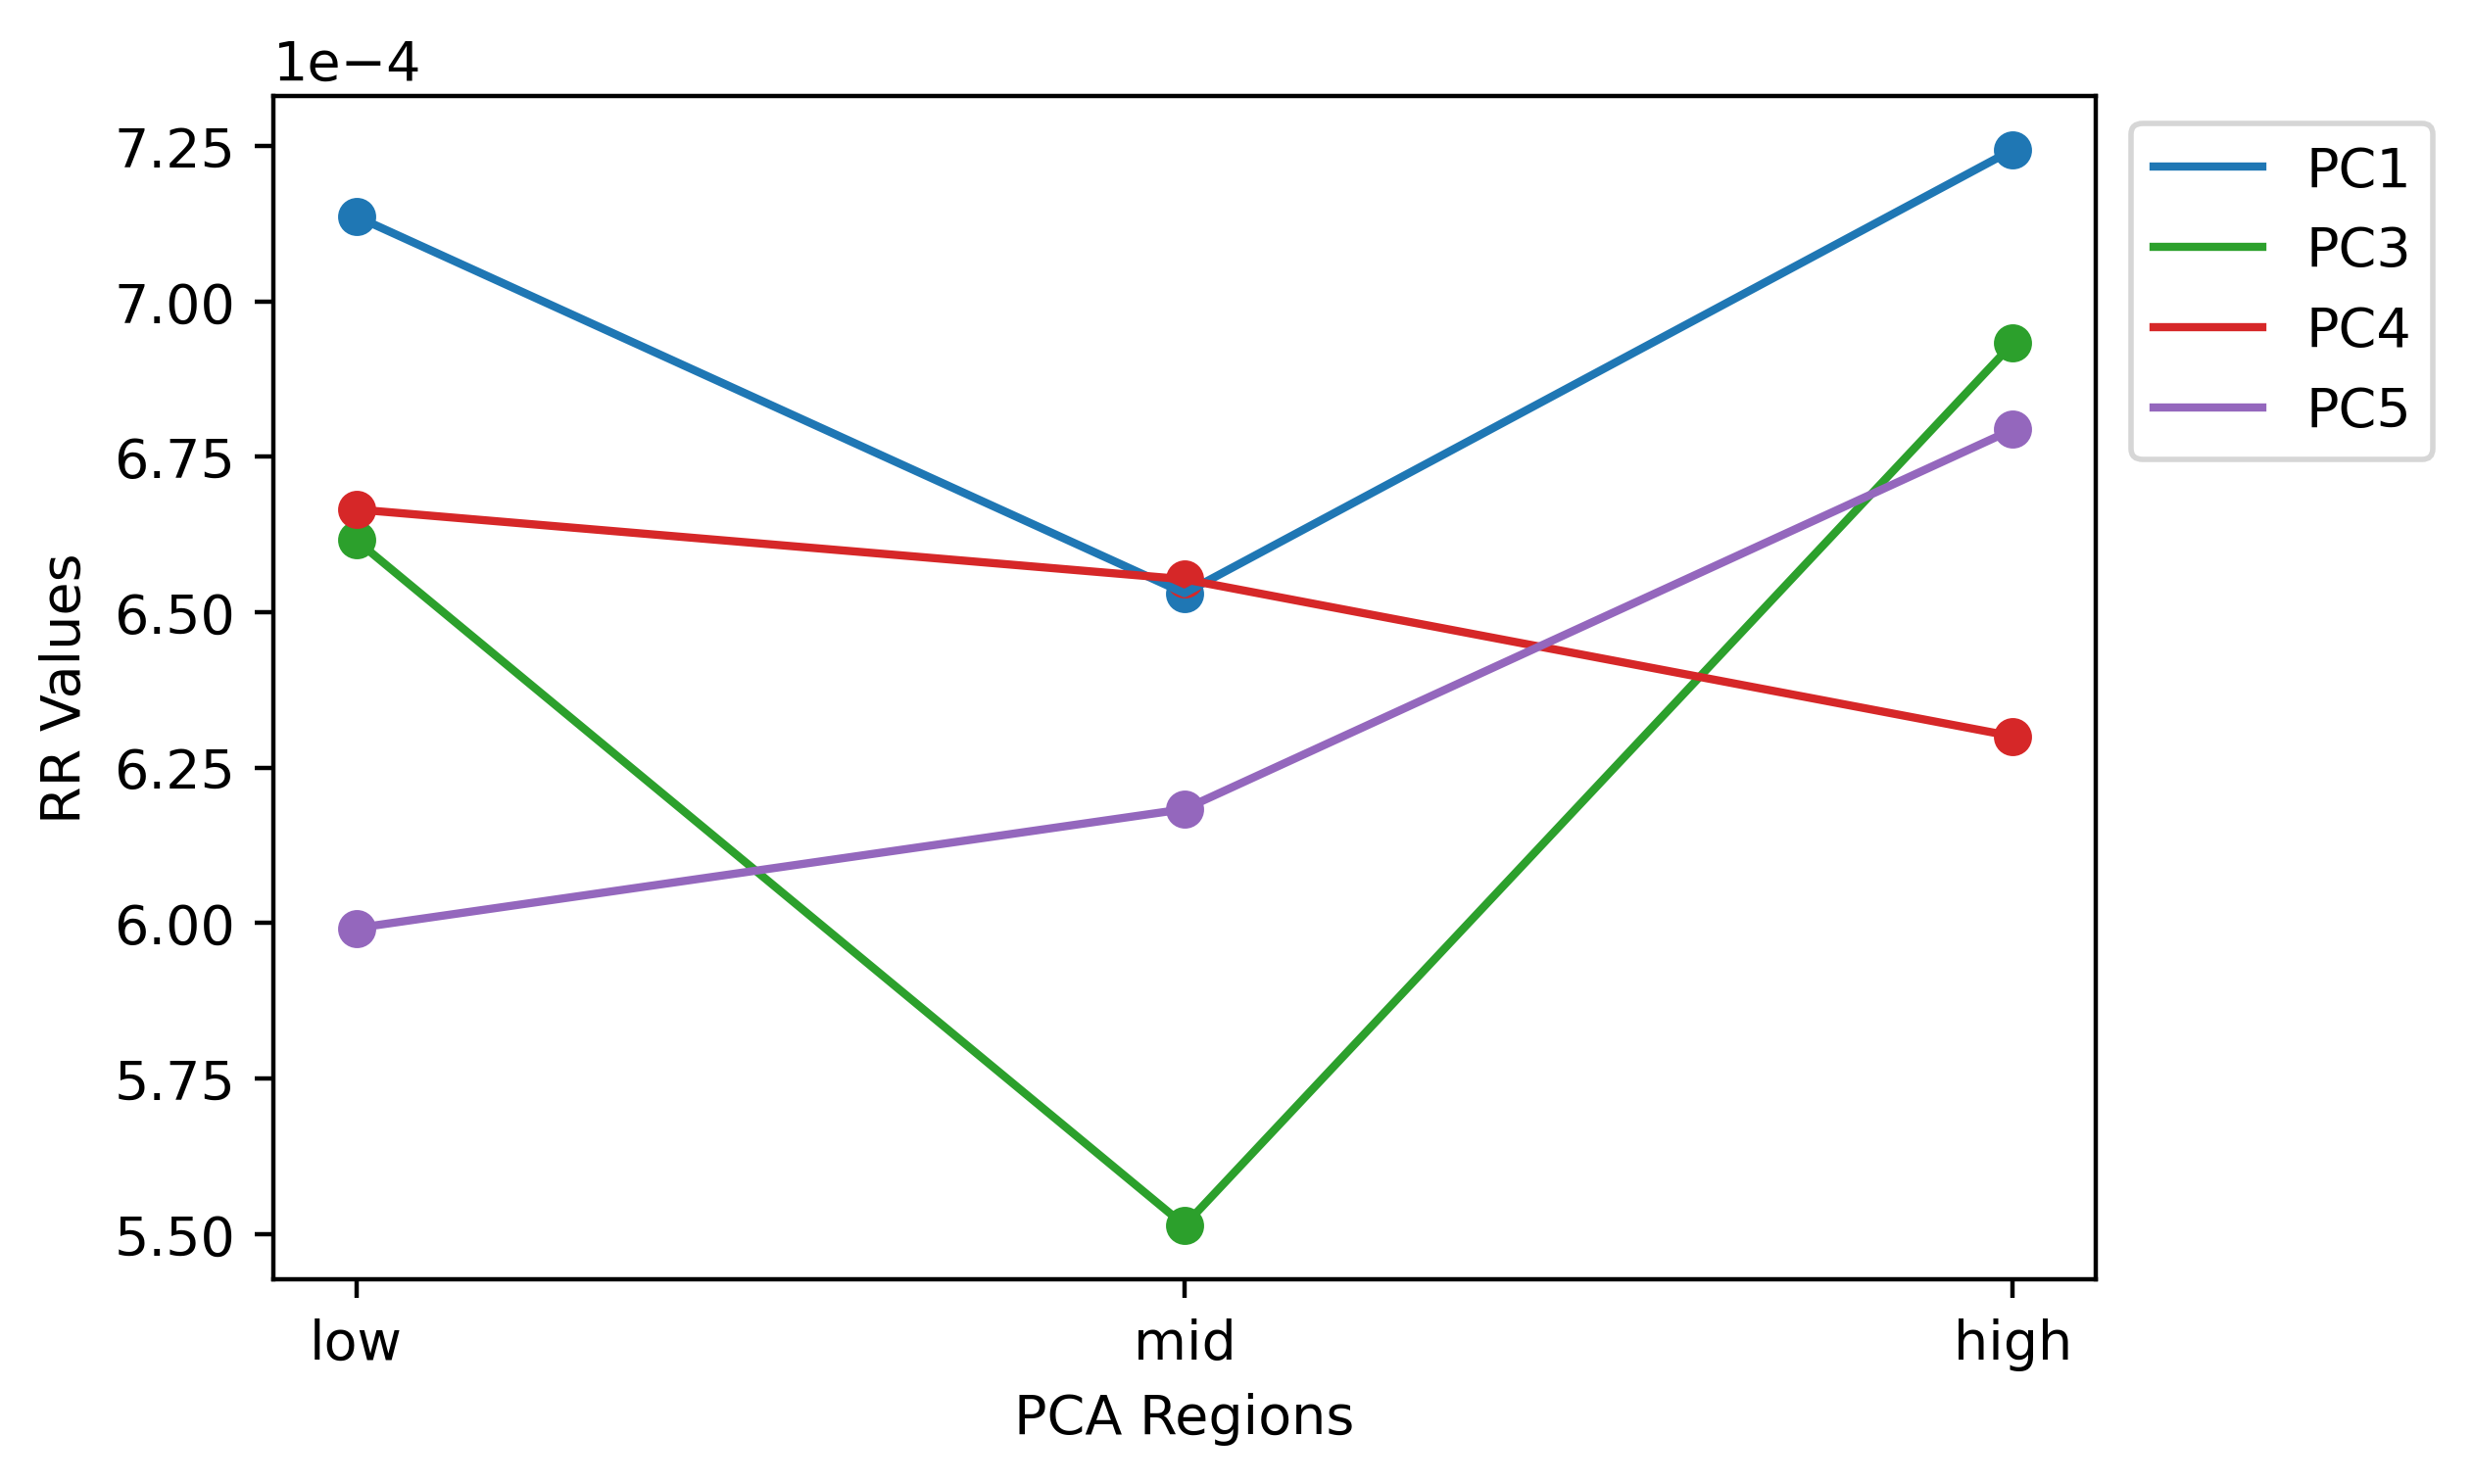 1e−4
7.25
7.00
6.75
6.50
6.25
6.00
5.75
5.50
RR Values
low
mid
high
PCA Regions
PC1
PC3
PC4
PC5